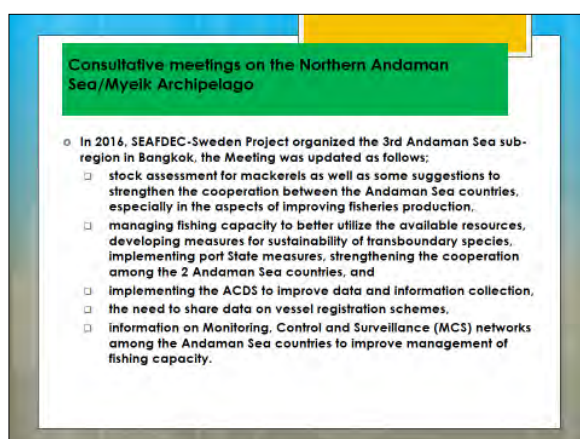 Consultative meetings on the Northern Andaman
Sea/Myeik Archipelago
In 2016, SEAFDEC-Sweden Project organized the 3rd Andaman Sea sub-
region in Bangkok, the Meeting was updated as follows;
stock assessment for mackerels as well as some suggestions to
strengthen the cooperation between the Andaman Sea countries,
especially in the aspects of improving fisheries production,
managing fishing capacity to better utilize the available resources,
developing measures for sustainability of transboundary species,
implementing port State measures, strengthening the cooperation
among the 2 Andaman Sea countries, and
implementing the ACDS to improve data and information collection,
the need to share data on vessel registration schemes,
information on Monitoring, Control and Surveillance (MCS) networks
among the Andaman Sea countries to improve management of
fishing capacity.